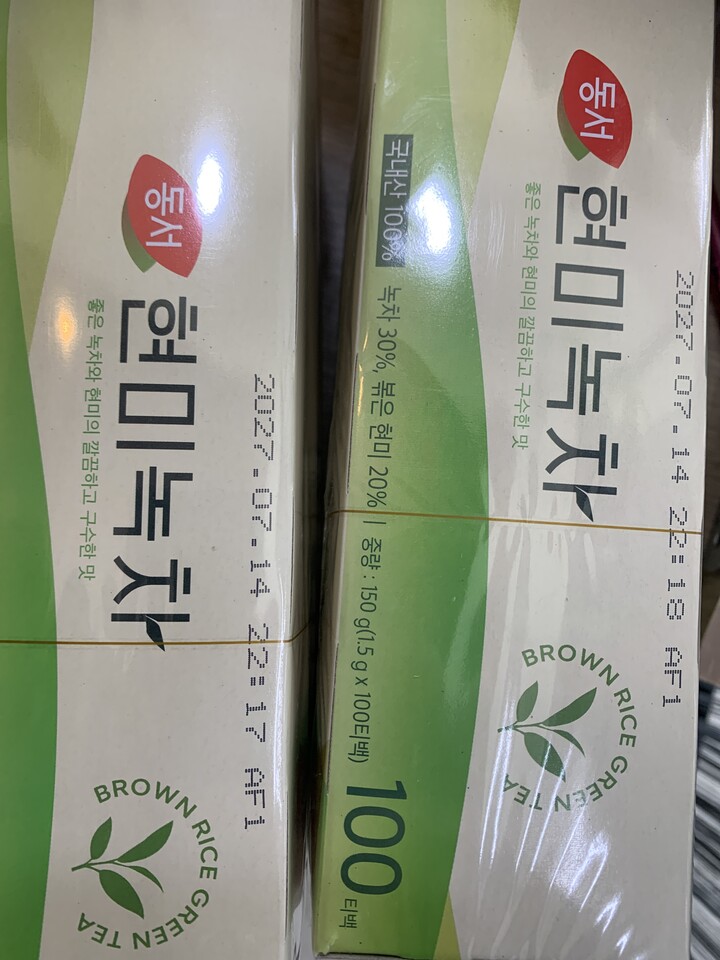 동서
현미녹차
좋은 녹차와 현미의 깔끔하고 구수한 맛
2027.07.14 22:17 AF1
BROWN RICE GREEN TEA
동서
현미녹차
좋은 녹차와 현미의 깔끔하고 구수한 맛
2027.07.14 22:18 AF1
BROWN RICE GREEN TEA
국내산 100%
녹차 30%, 볶은 현미 20% | 중량 : 150 g(1.5 g x 100티백)
100티백